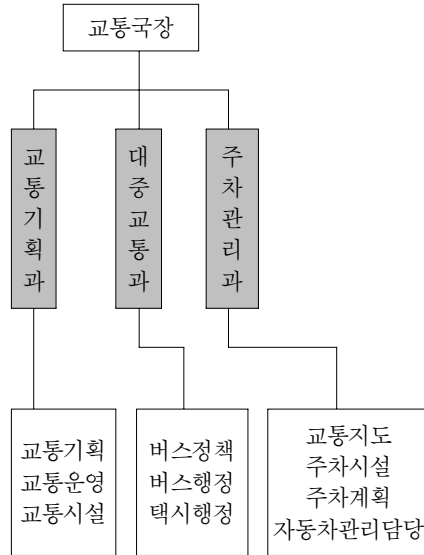 교통국장
교통기획과
대중교통과
주차관리과
교통기획
교통운영
교통시설
버스정책
버스행정
택시행정
교통지도
주차시설
주차계획
자동차관리담당